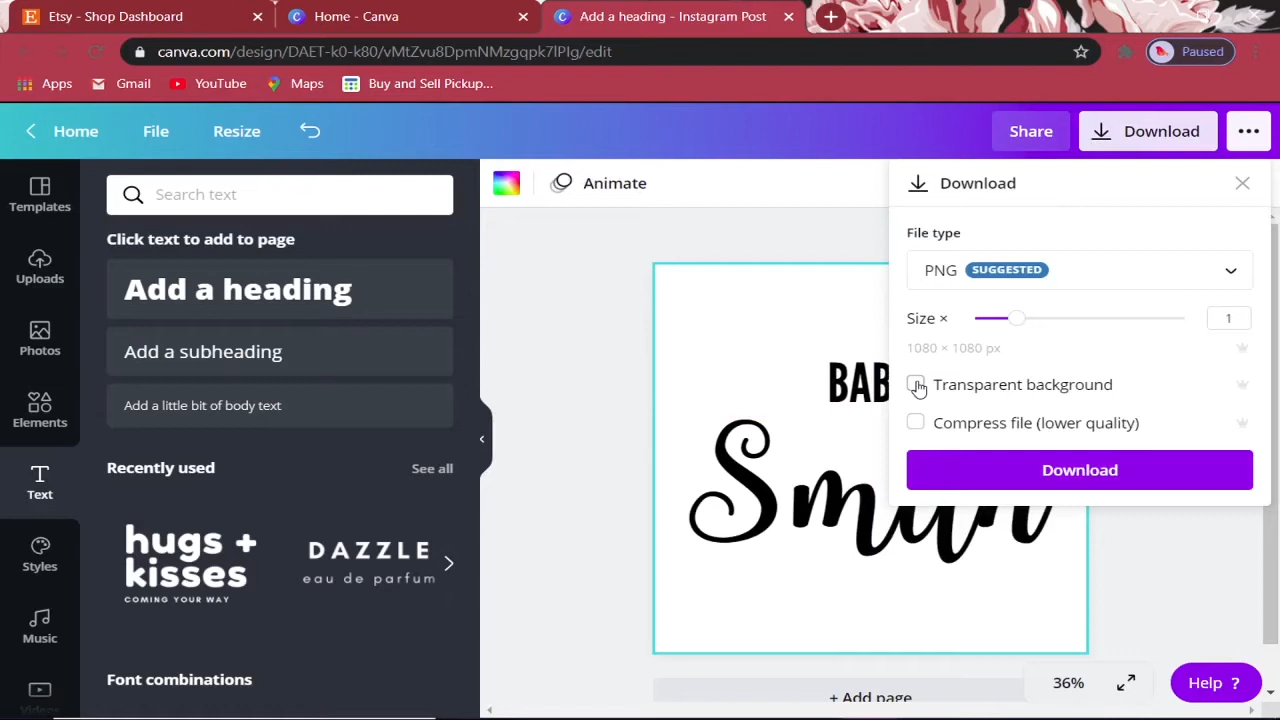 Etsy - Shop Dashboard
Home - Canva
Add a heading - Instagram Post
canva.com/design/DAET-k0-k80/vMtZvu8DpmNMzgqpk7lPIg/edit
Paused
Apps
Gmail
YouTube
Maps
Buy and Sell Pickup...
Home
File
Resize
Share
Download
Templates
Uploads
Photos
Elements
Text
Styles
Music
Videos
Search text
Click text to add to page
Add a heading
Add a subheading
Add a little bit of body text
Recently used
See all
hugs +
kisses
COMING YOUR WAY
DAZZLE
eau de parfum
Font combinations
Animate
BAB
Download
File type
PNG SUGGESTED
Size × 1
1080 × 1080 px
Transparent background
Compress file (lower quality)
Download
+ Add page
36%
Help ?